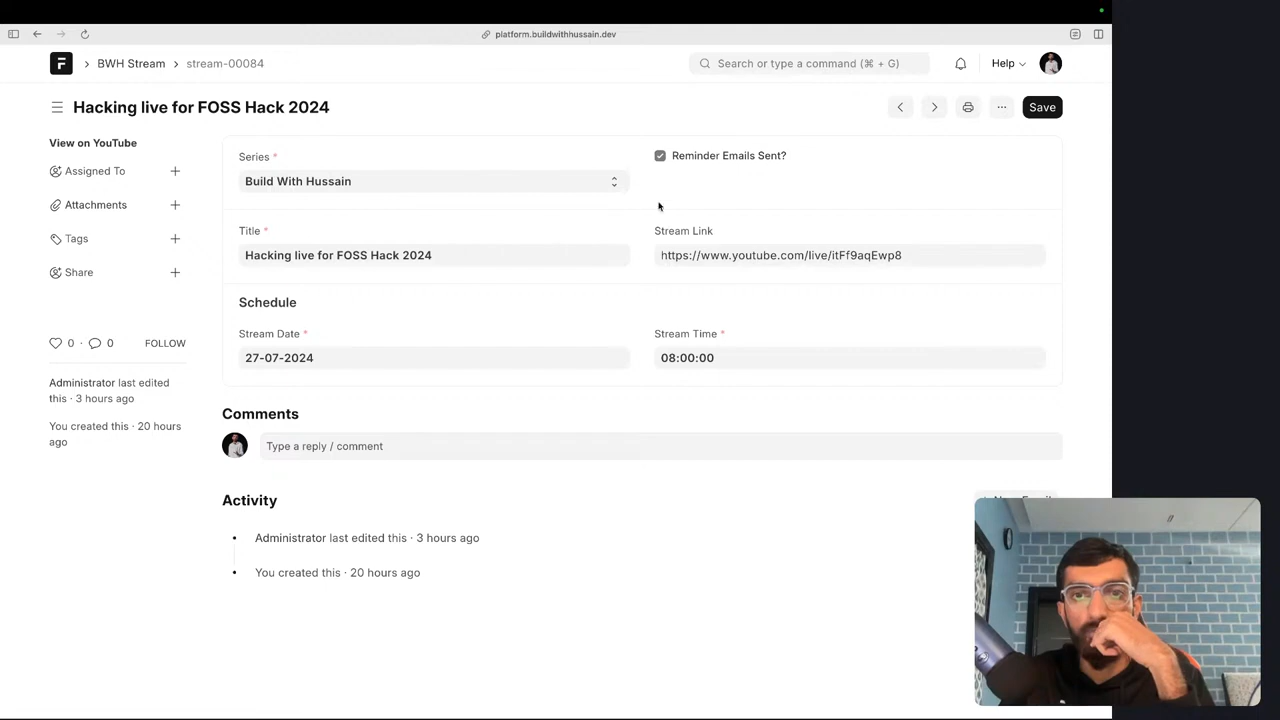 platform.buildwithhussain.dev
F
BWH Stream
stream-00084
Search or type a command (⌘ + G)
Help
Hacking live for FOSS Hack 2024
Save
View on YouTube
Assigned To
Attachments
Tags
Share
0 · 0
FOLLOW
Administrator last edited
this · 3 hours ago
You created this · 20 hours
ago
Series *
Build With Hussain
Reminder Emails Sent?
Title *
Hacking live for FOSS Hack 2024
Stream Link
https://www.youtube.com/live/itFf9aqEwp8
Schedule
Stream Date *
27-07-2024
Stream Time *
08:00:00
Comments
Type a reply / comment
Activity
Administrator last edited this · 3 hours ago
You created this · 20 hours ago